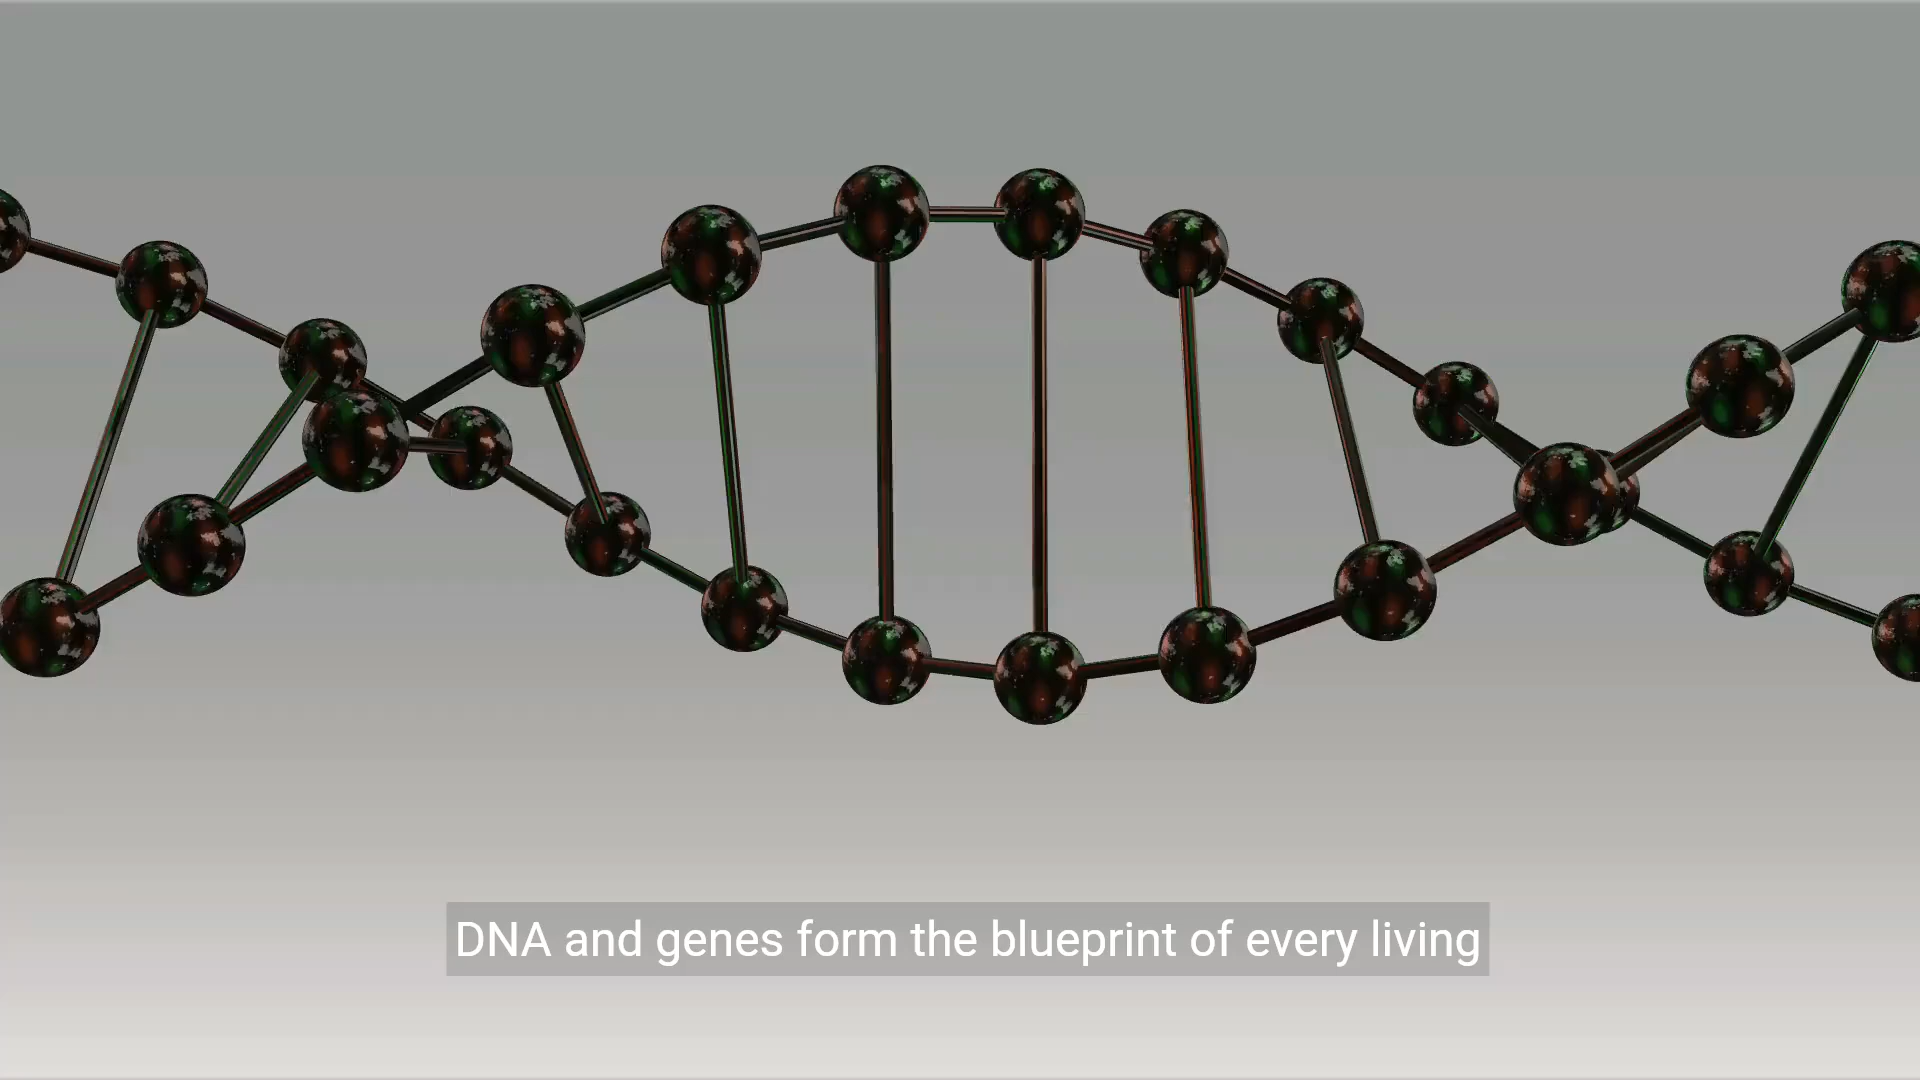 DNA and genes form the blueprint of every living